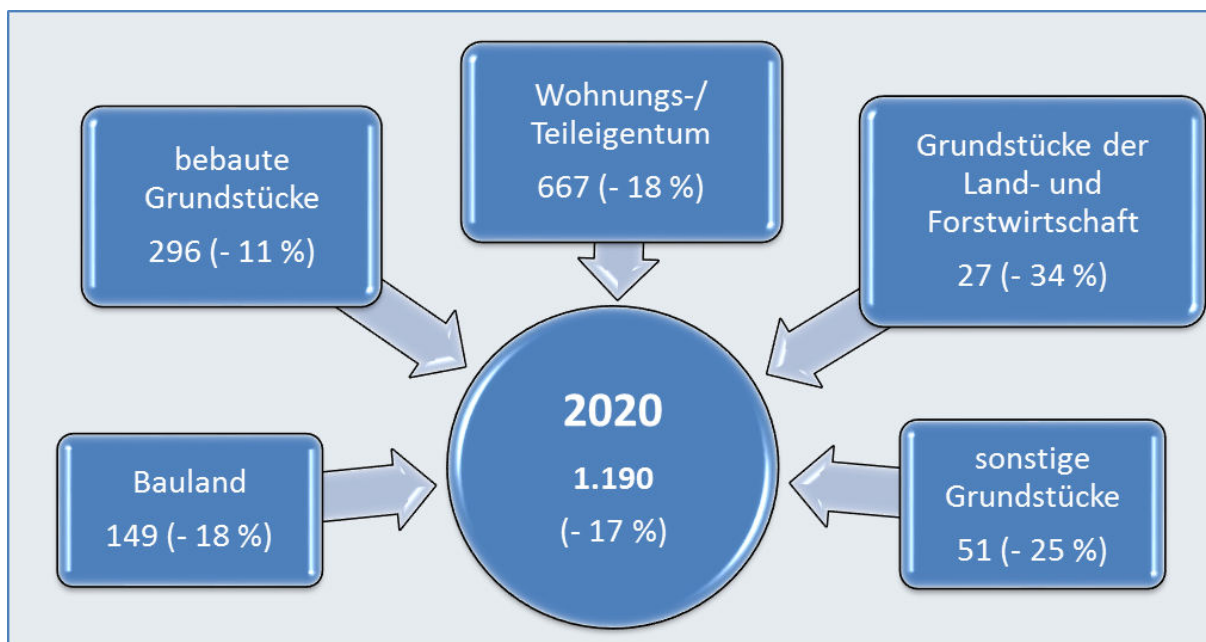 bebaute
Grundstücke
296 (- 11 %)
Wohnungs-/
Teileigentum
667 (- 18 %)
Grundstücke der
Land- und
Forstwirtschaft
27 (- 34 %)
Bauland
149 (- 18 %)
2020
1.190
(- 17 %)
sonstige
Grundstücke
51 (- 25 %)